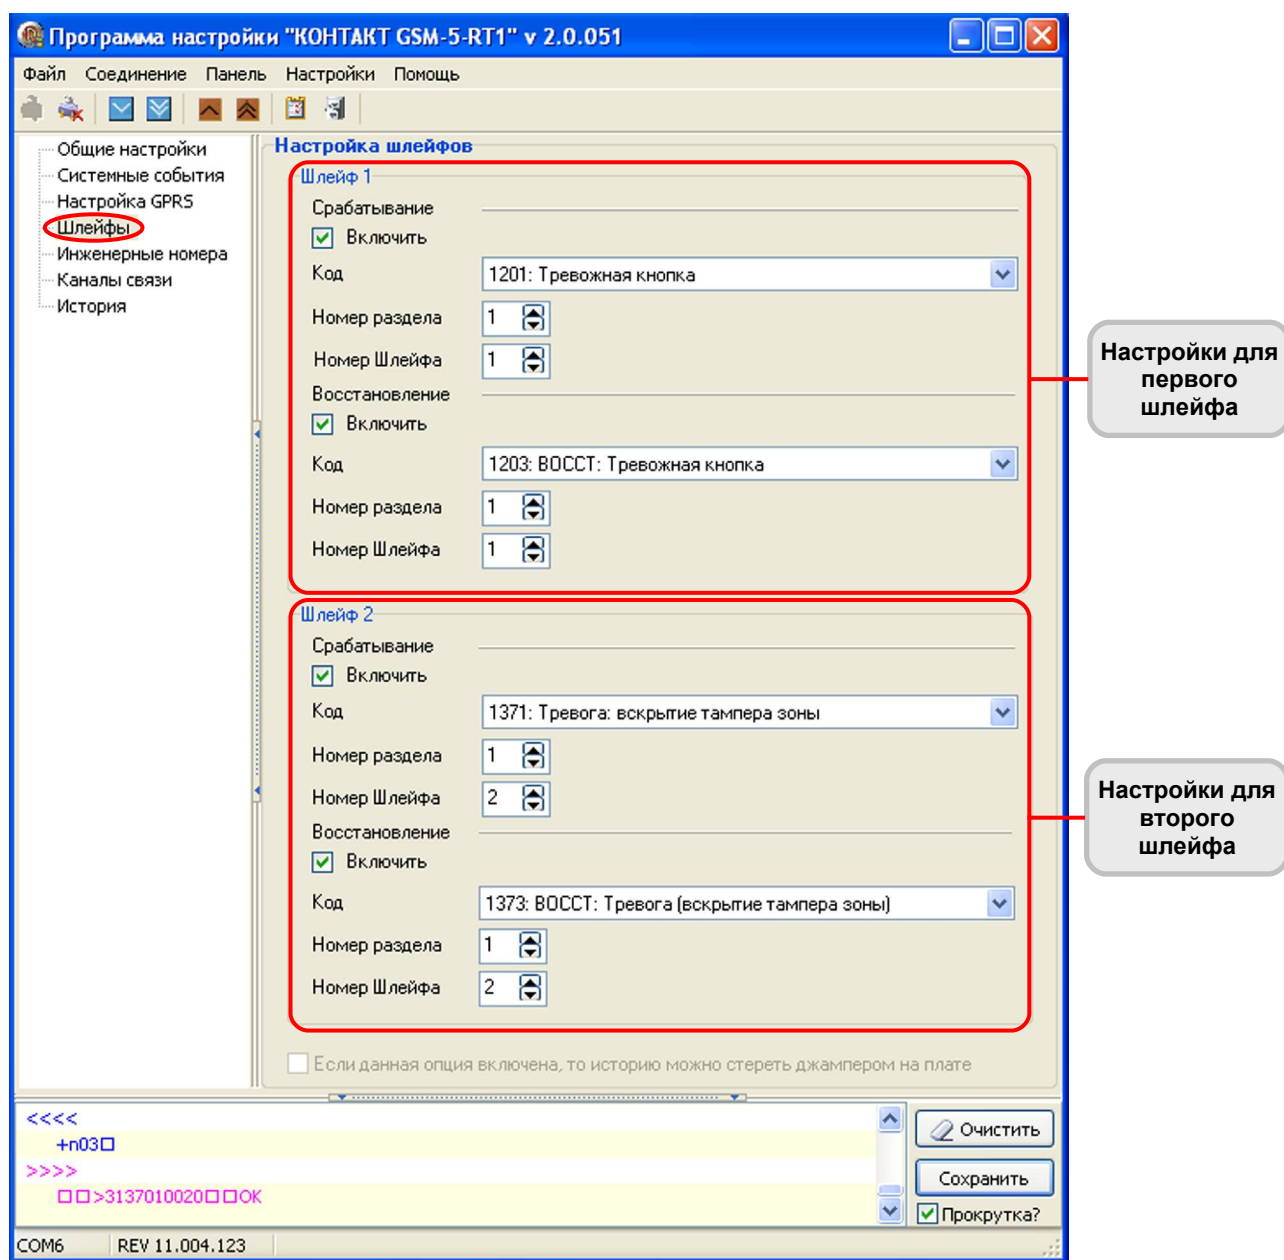 Программа настройки "КОНТАКТ GSM-5-RT1" v 2.0.051
Файл Соединение Панель Настройки Помощь
Общие настройки
Системные события
Настройка GPRS
Шлейфы
Инженерные номера
Каналы связи
История
Настройка шлейфов
Шлейф 1
Срабатывание
Включить
Код
1201: Тревожная кнопка
Номер раздела
1
Номер Шлейфа
1
Восстановление
Включить
Код
1203: ВОССТ: Тревожная кнопка
Номер раздела
1
Номер Шлейфа
1
Настройки для
первого
шлейфа
Шлейф 2
Срабатывание
Включить
Код
1371: Тревога: вскрытие тампера зоны
Номер раздела
1
Номер Шлейфа
2
Восстановление
Включить
Код
1373: ВОССТ: Тревога (вскрытие тампера зоны)
Номер раздела
1
Номер Шлейфа
2
Настройки для
второго
шлейфа
Если данная опция включена, то историю можно стереть джампером на плате
<<<<
+n03□
>>>>
□□>3137010020□□OK
Очистить
Сохранить
Прокрутка?
COM6 REV 11.004.123